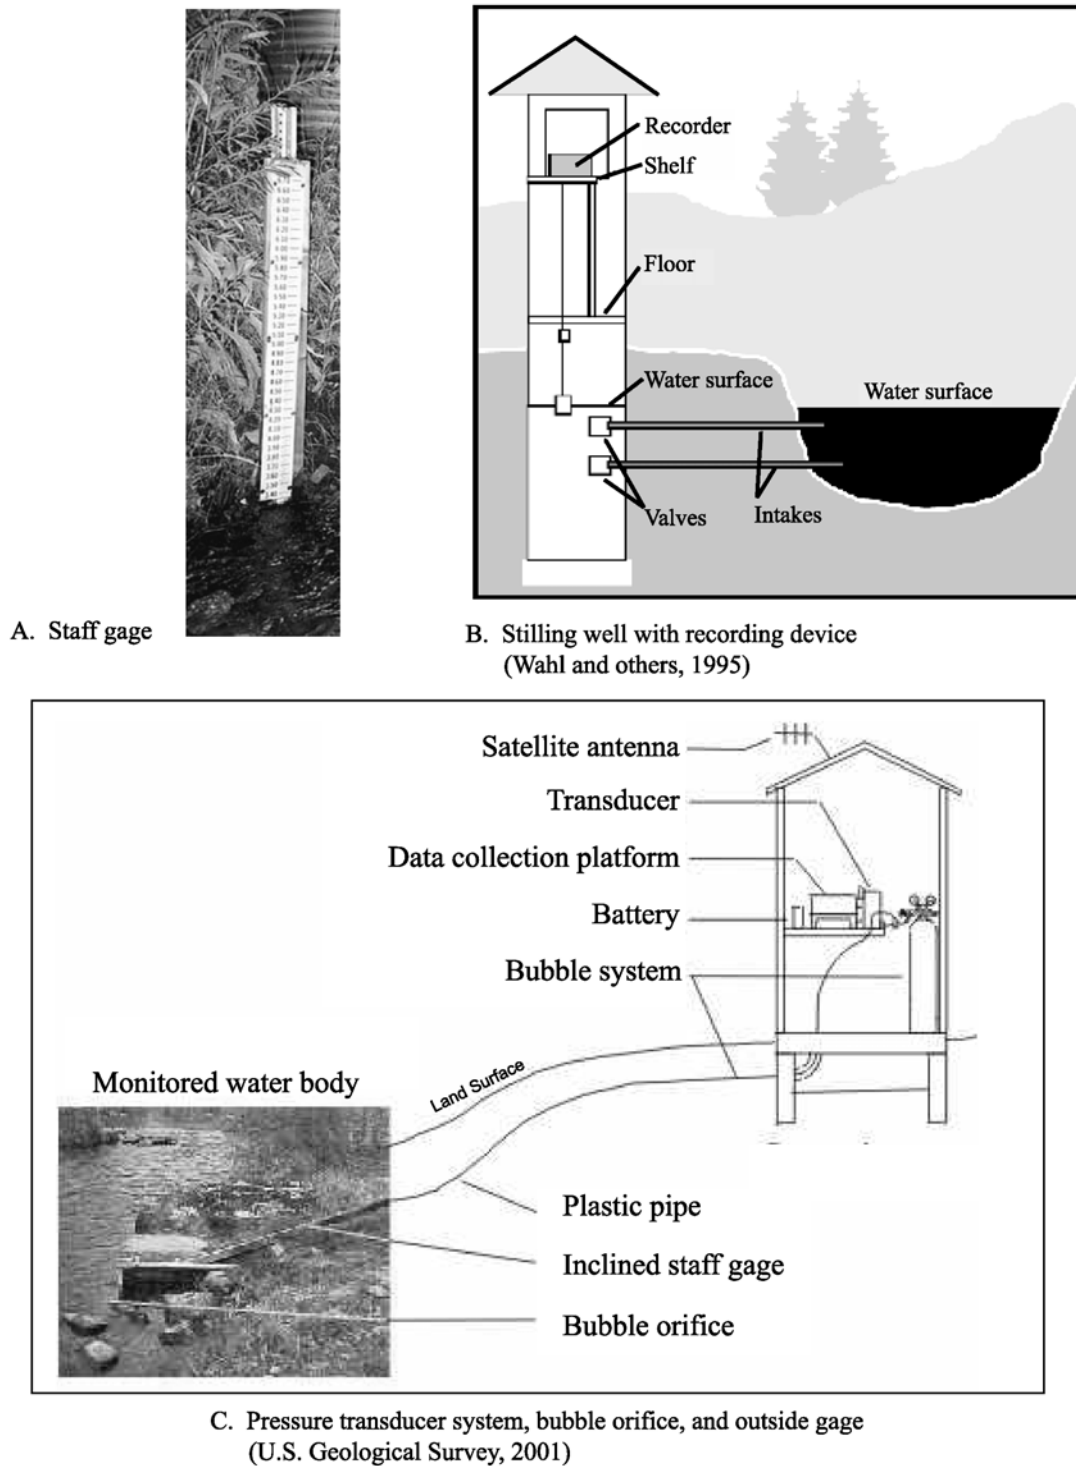 Recorder
Shelf
Floor
Water surface
Water surface
Valves
Intakes
A. Staff gage
B. Stilling well with recording device
(Wahl and others, 1995)
Satellite antenna
Transducer
Data collection platform
Battery
Bubble system
Land Surface
Monitored water body
Plastic pipe
Inclined staff gage
Bubble orifice
C. Pressure transducer system, bubble orifice, and outside gage
(U.S. Geological Survey, 2001)